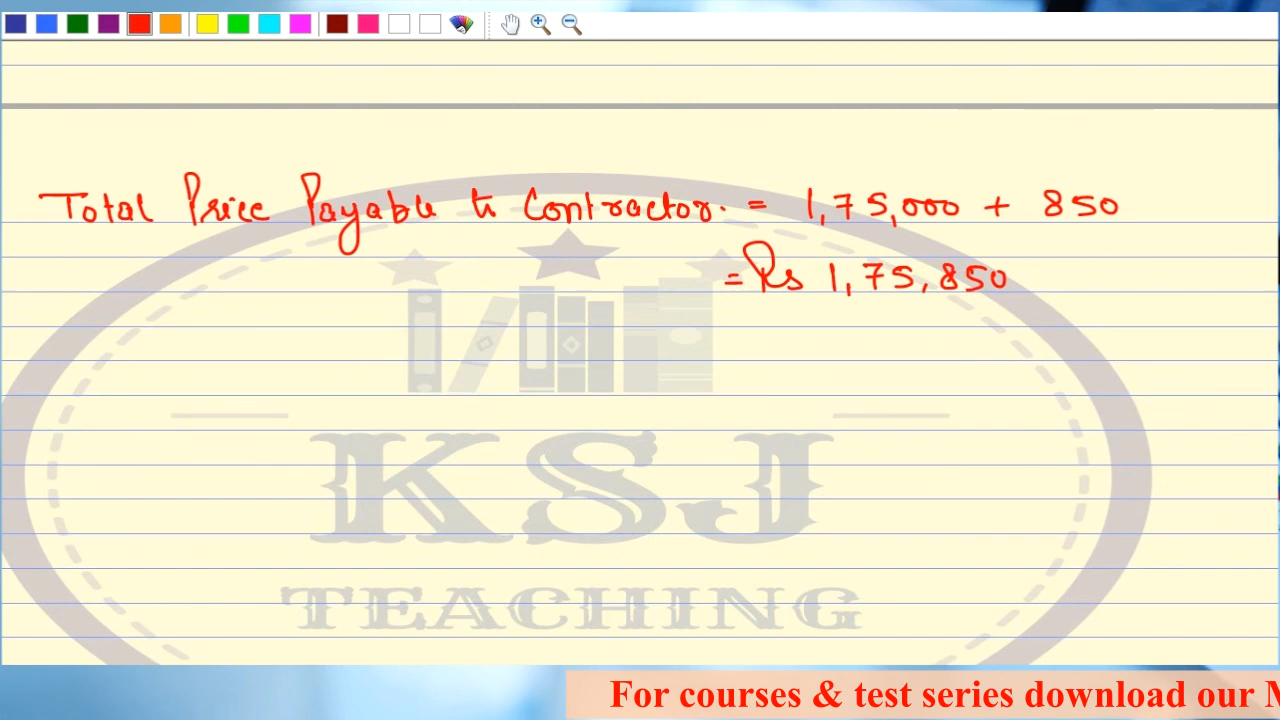 Total Price Payable to Contractor. = 1,75,000 + 850
= Rs 1,75,850
KSJ
TEACHING
For courses & test series download our M